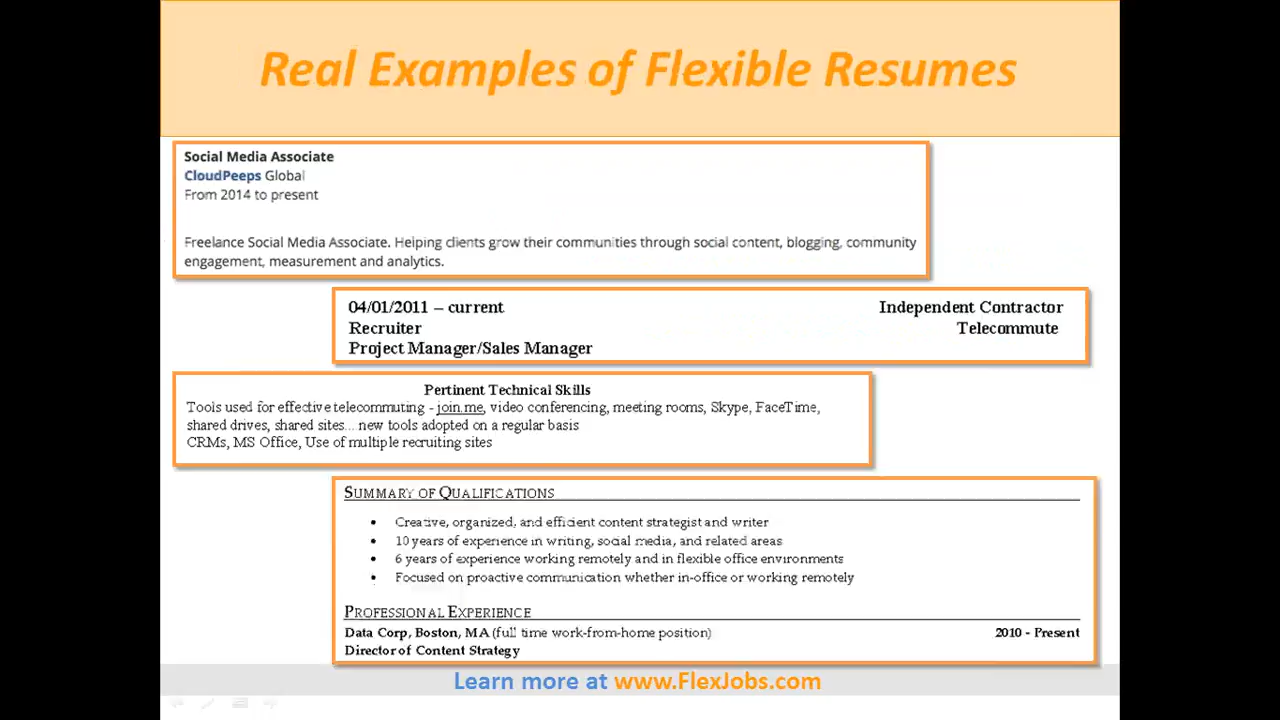 Real Examples of Flexible Resumes
Social Media Associate
CloudPeeps Global
From 2014 to present
Freelance Social Media Associate. Helping clients grow their communities through social content, blogging, community
engagement, measurement and analytics.
04/01/2011 – current Independent Contractor
Recruiter Telecommute
Project Manager/Sales Manager
Pertinent Technical Skills
Tools used for effective telecommuting - join.me, video conferencing, meeting rooms, Skype, FaceTime,
shared drives, shared sites... new tools adopted on a regular basis
CRMs, MS Office, Use of multiple recruiting sites
SUMMARY OF QUALIFICATIONS
• Creative, organized, and efficient content strategist and writer
• 10 years of experience in writing, social media, and related areas
• 6 years of experience working remotely and in flexible office environments
• Focused on proactive communication whether in-office or working remotely
PROFESSIONAL EXPERIENCE
Data Corp, Boston, MA (full time work-from-home position) 2010 - Present
Director of Content Strategy
Learn more at www.FlexJobs.com